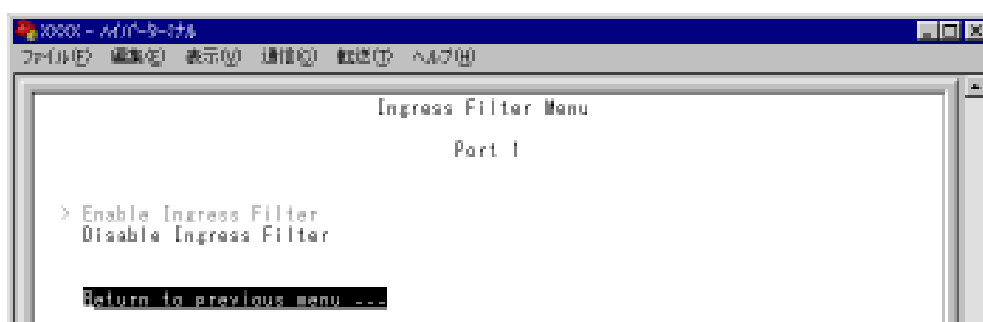 XXXX - ハイパーターミナル
ファイル(F) 編集(E) 表示(V) 通信(C) 転送(T) ヘルプ(H)
Ingress Filter Menu
Port 1
> Enable Ingress Filter
Disable Ingress Filter
Return to previous menu ...